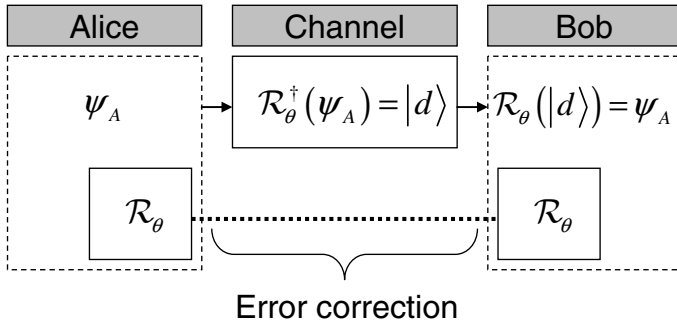 Alice Channel Bob
ψ_A ℛ_θ^†(ψ_A) = |d⟩ ℛ_θ(|d⟩) = ψ_A
ℛ_θ ℛ_θ
Error correction